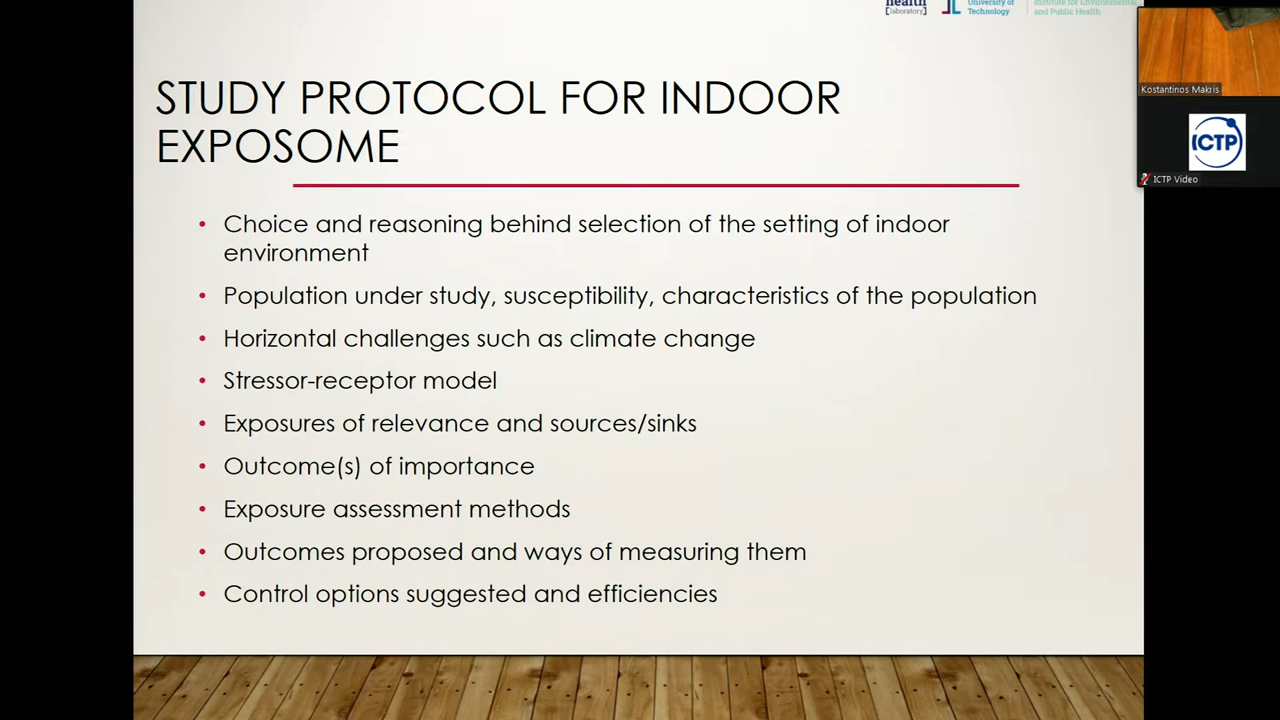 health
[laboratory]
University of
Technology
Institute for Environmental
and Public Health
STUDY PROTOCOL FOR INDOOR
EXPOSOME
• Choice and reasoning behind selection of the setting of indoor
environment
• Population under study, susceptibility, characteristics of the population
• Horizontal challenges such as climate change
• Stressor-receptor model
• Exposures of relevance and sources/sinks
• Outcome(s) of importance
• Exposure assessment methods
• Outcomes proposed and ways of measuring them
• Control options suggested and efficiencies
Kostantinos Makris
ICTP
ICTP Video